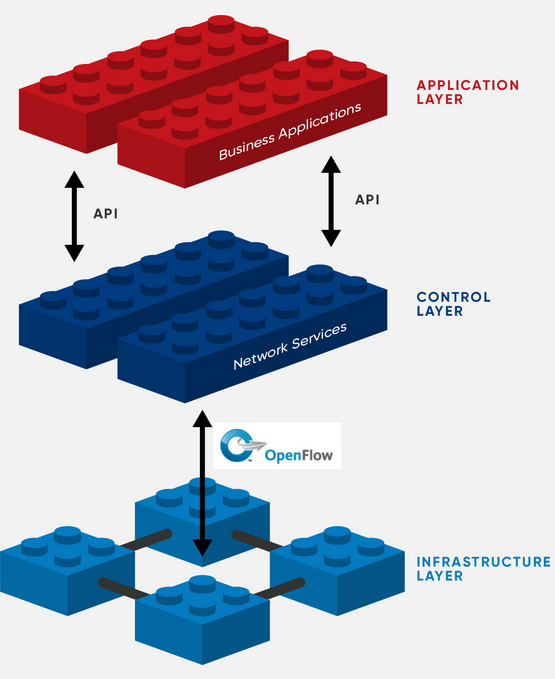 APPLICATION
LAYER
Business Applications
API
API
CONTROL
LAYER
Network Services
OpenFlow
INFRASTRUCTURE
LAYER